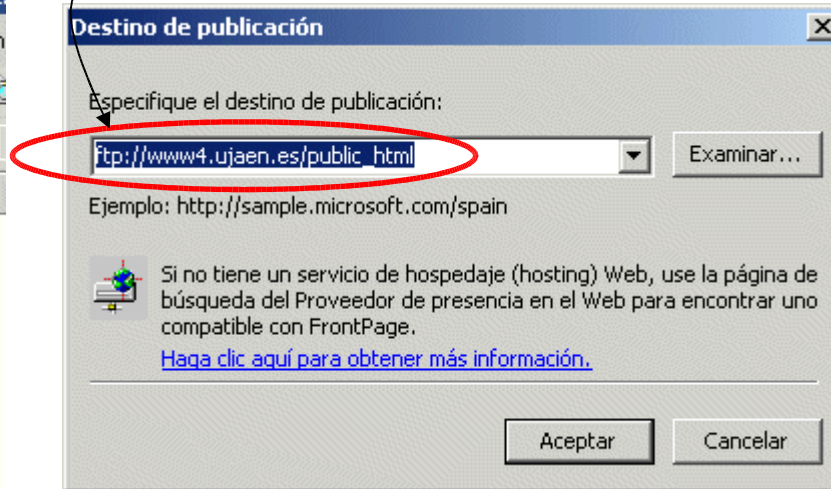 Destino de publicación
Especifique el destino de publicación:
ftp://www4.ujaen.es/public_html
Examinar...
Ejemplo: http://sample.microsoft.com/spain
Si no tiene un servicio de hospedaje (hosting) Web, use la página de
búsqueda del Proveedor de presencia en el Web para encontrar uno
compatible con FrontPage.
Haga clic aquí para obtener más información.
Aceptar
Cancelar